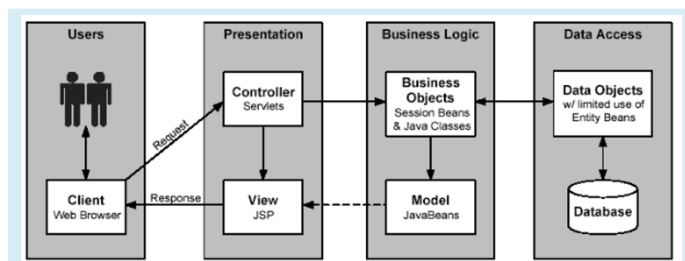 Users
Presentation
Business Logic
Data Access
Controller
Servlets
Business
Objects
Session Beans
& Java Classes
Data Objects
w/ limited use of
Entity Beans
Request
Client
Web Browser
Response
View
JSP
Model
JavaBeans
Database